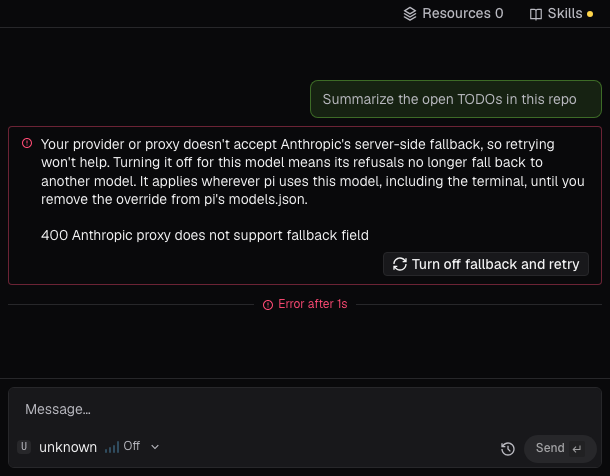 Resources 0
Skills
Summarize the open TODOs in this repo
Your provider or proxy doesn't accept Anthropic's server-side fallback, so retrying
won't help. Turning it off for this model means its refusals no longer fall back to
another model. It applies wherever pi uses this model, including the terminal, until you
remove the override from pi's models.json.
400 Anthropic proxy does not support fallback field
Turn off fallback and retry
Error after 1s
Message...
U unknown Off
Send